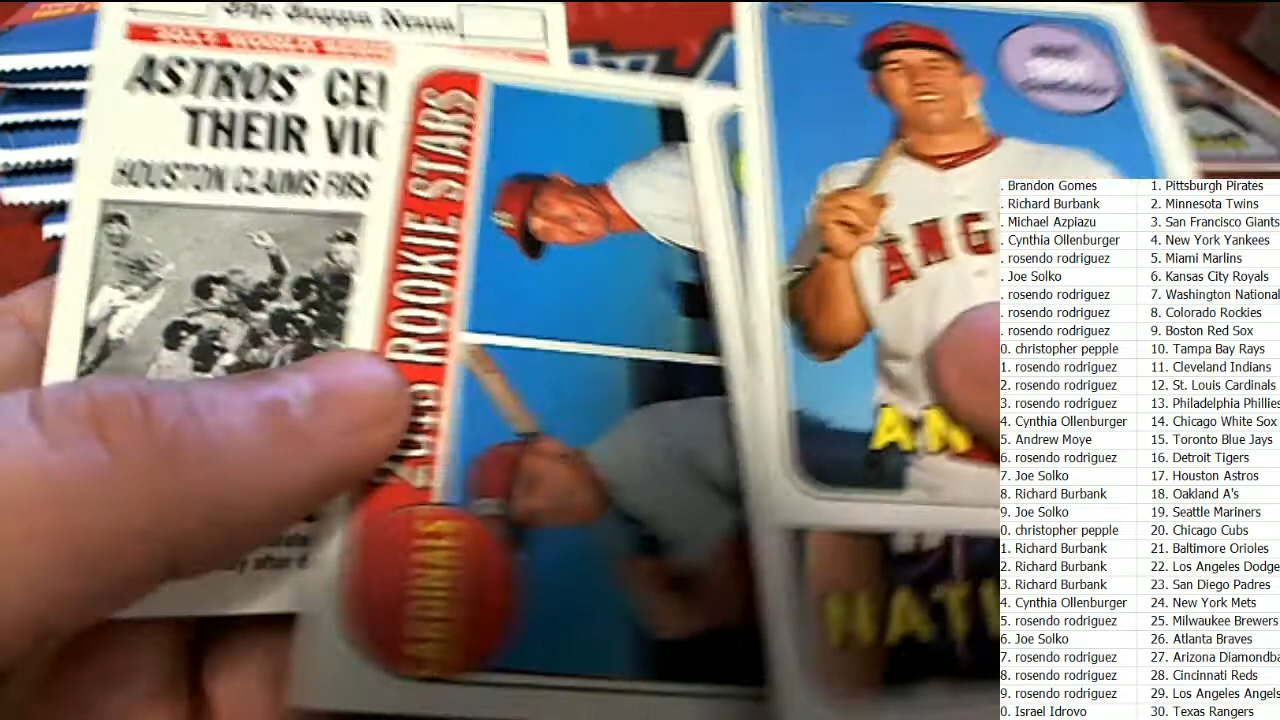 2017 WORLD SERIES
ASTROS' CE
THEIR VIC
HOUSTON CLAIMS FIRS
ROOKIE STARS
CARDINALS
ANG
AN
NATI
. Brandon Gomes 1. Pittsburgh Pirates
. Richard Burbank 2. Minnesota Twins
. Michael Azpiazu 3. San Francisco Giants
. Cynthia Ollenburger 4. New York Yankees
. rosendo rodriguez 5. Miami Marlins
. Joe Solko 6. Kansas City Royals
. rosendo rodriguez 7. Washington National
. rosendo rodriguez 8. Colorado Rockies
. rosendo rodriguez 9. Boston Red Sox
0. christopher pepple 10. Tampa Bay Rays
1. rosendo rodriguez 11. Cleveland Indians
2. rosendo rodriguez 12. St. Louis Cardinals
3. rosendo rodriguez 13. Philadelphia Phillies
4. Cynthia Ollenburger 14. Chicago White Sox
5. Andrew Moye 15. Toronto Blue Jays
6. rosendo rodriguez 16. Detroit Tigers
7. Joe Solko 17. Houston Astros
8. Richard Burbank 18. Oakland A's
9. Joe Solko 19. Seattle Mariners
0. christopher pepple 20. Chicago Cubs
1. Richard Burbank 21. Baltimore Orioles
2. Richard Burbank 22. Los Angeles Dodge
3. Richard Burbank 23. San Diego Padres
4. Cynthia Ollenburger 24. New York Mets
5. rosendo rodriguez 25. Milwaukee Brewers
6. Joe Solko 26. Atlanta Braves
7. rosendo rodriguez 27. Arizona Diamondba
8. rosendo rodriguez 28. Cincinnati Reds
9. rosendo rodriguez 29. Los Angeles Angels
0. Israel Idrovo 30. Texas Rangers